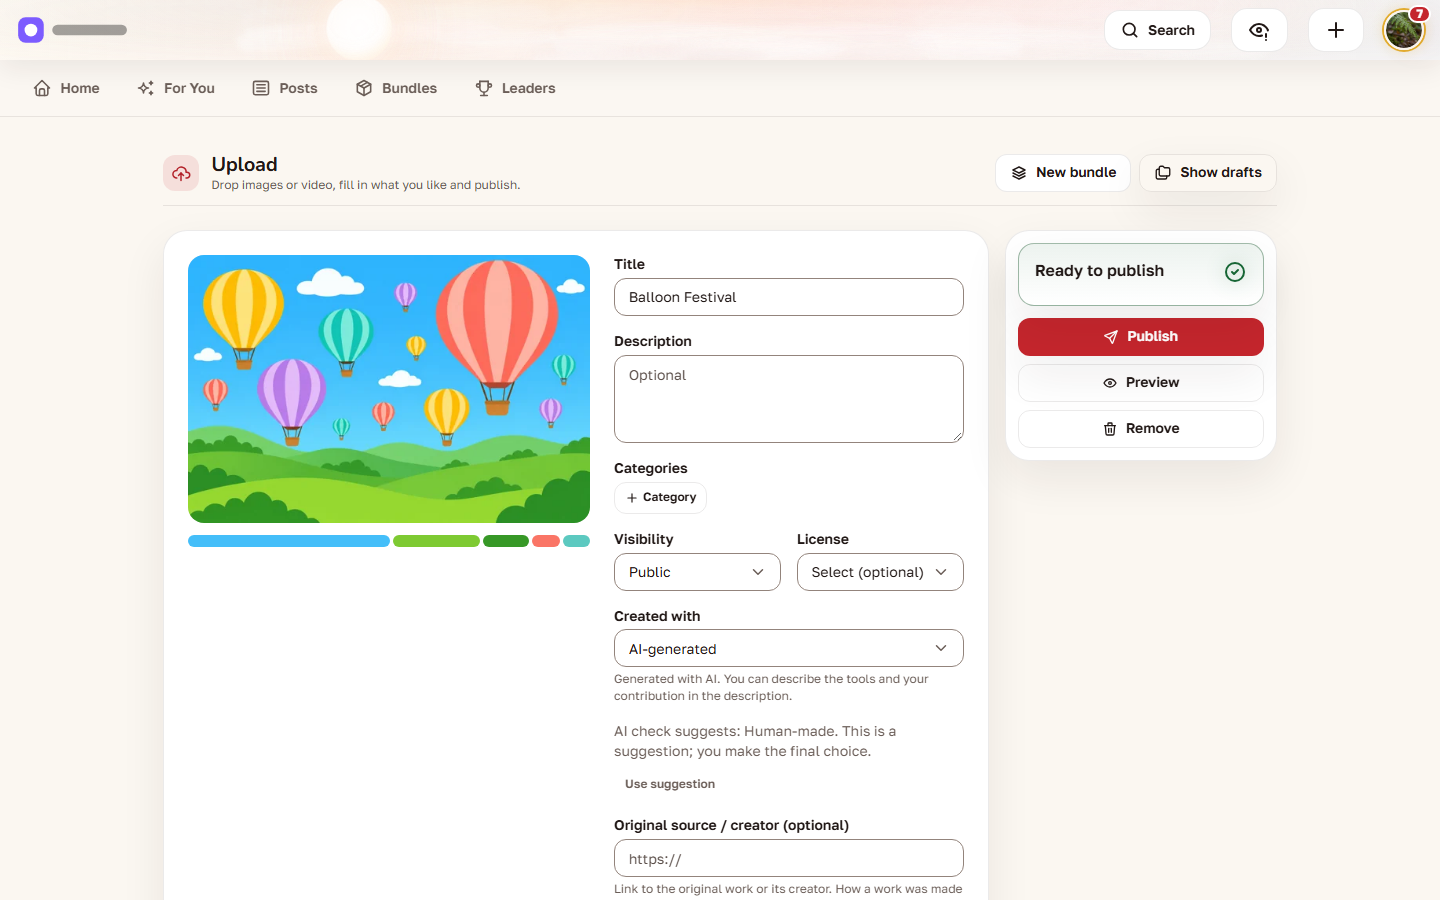 Search
7
Home
For You
Posts
Bundles
Leaders
Upload
Drop images or video, fill in what you like and publish.
New bundle
Show drafts
Title
Balloon Festival
Description
Optional
Categories
Category
Visibility
License
Public
Select (optional)
Created with
AI-generated
Generated with AI. You can describe the tools and your
contribution in the description.
AI check suggests: Human-made. This is a
suggestion; you make the final choice.
Use suggestion
Original source / creator (optional)
https://
Link to the original work or its creator. How a work was made
Ready to publish
Publish
Preview
Remove